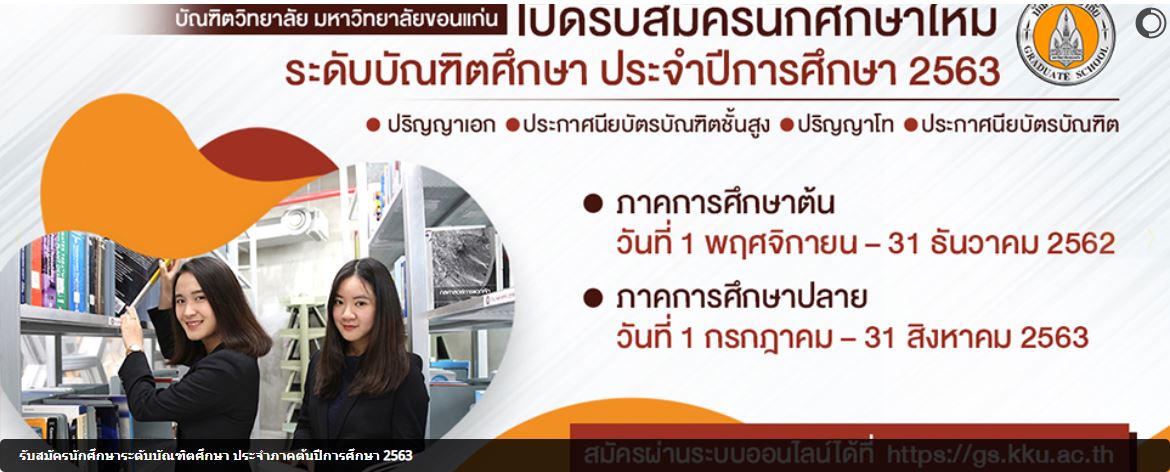 บัณฑิตวิทยาลัย มหาวิทยาลัยขอนแก่น เปิดรับสมัครนักศึกษาใหม่
ระดับบัณฑิตศึกษา ประจำปีการศึกษา 2563
GRADUATE SCHOOL
● ปริญญาเอก ● ประกาศนียบัตรบัณฑิตชั้นสูง ● ปริญญาโท ● ประกาศนียบัตรบัณฑิต
● ภาคการศึกษาต้น
วันที่ 1 พฤศจิกายน – 31 ธันวาคม 2562
● ภาคการศึกษาปลาย
วันที่ 1 กรกฎาคม – 31 สิงหาคม 2563
สมัครผ่านระบบออนไลน์ได้ที่ https://gs.kku.ac.th
รับสมัครนักศึกษาระดับบัณฑิตศึกษา ประจำภาคต้นปีการศึกษา 2563